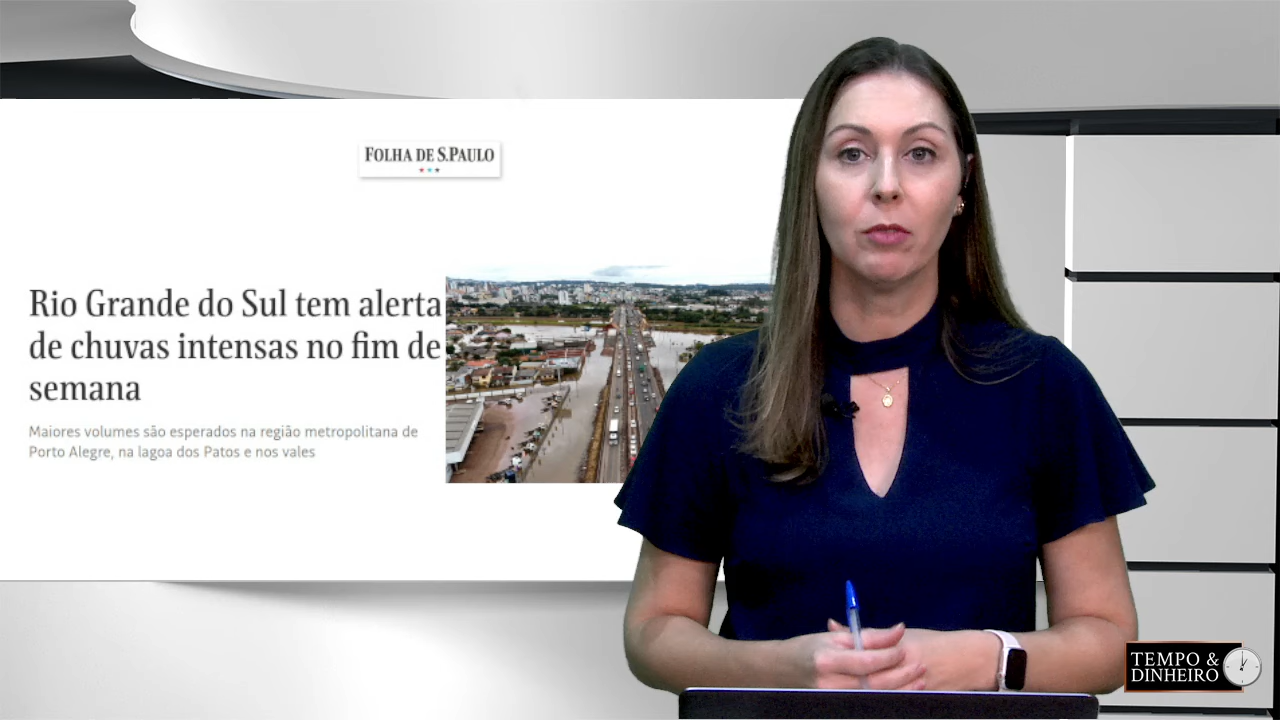 FOLHA DE S.PAULO
Rio Grande do Sul tem alerta
de chuvas intensas no fim de
semana
Maiores volumes são esperados na região metropolitana de
Porto Alegre, na lagoa dos Patos e nos vales
TEMPO &
DINHEIRO